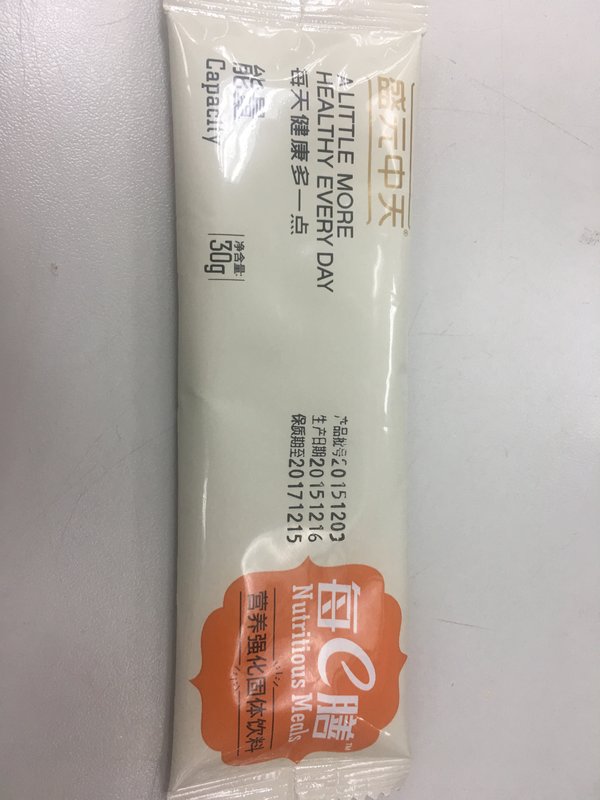 盛元中天®
A LITTLE MORE
HEALTHY EVERY DAY
每天健康多一点
能量
Capacity
净含量:
30g
产品批号20151203
生产日期20151216
保质期至20171215
每e膳™
Nutritious Meals
营养强化固体饮料